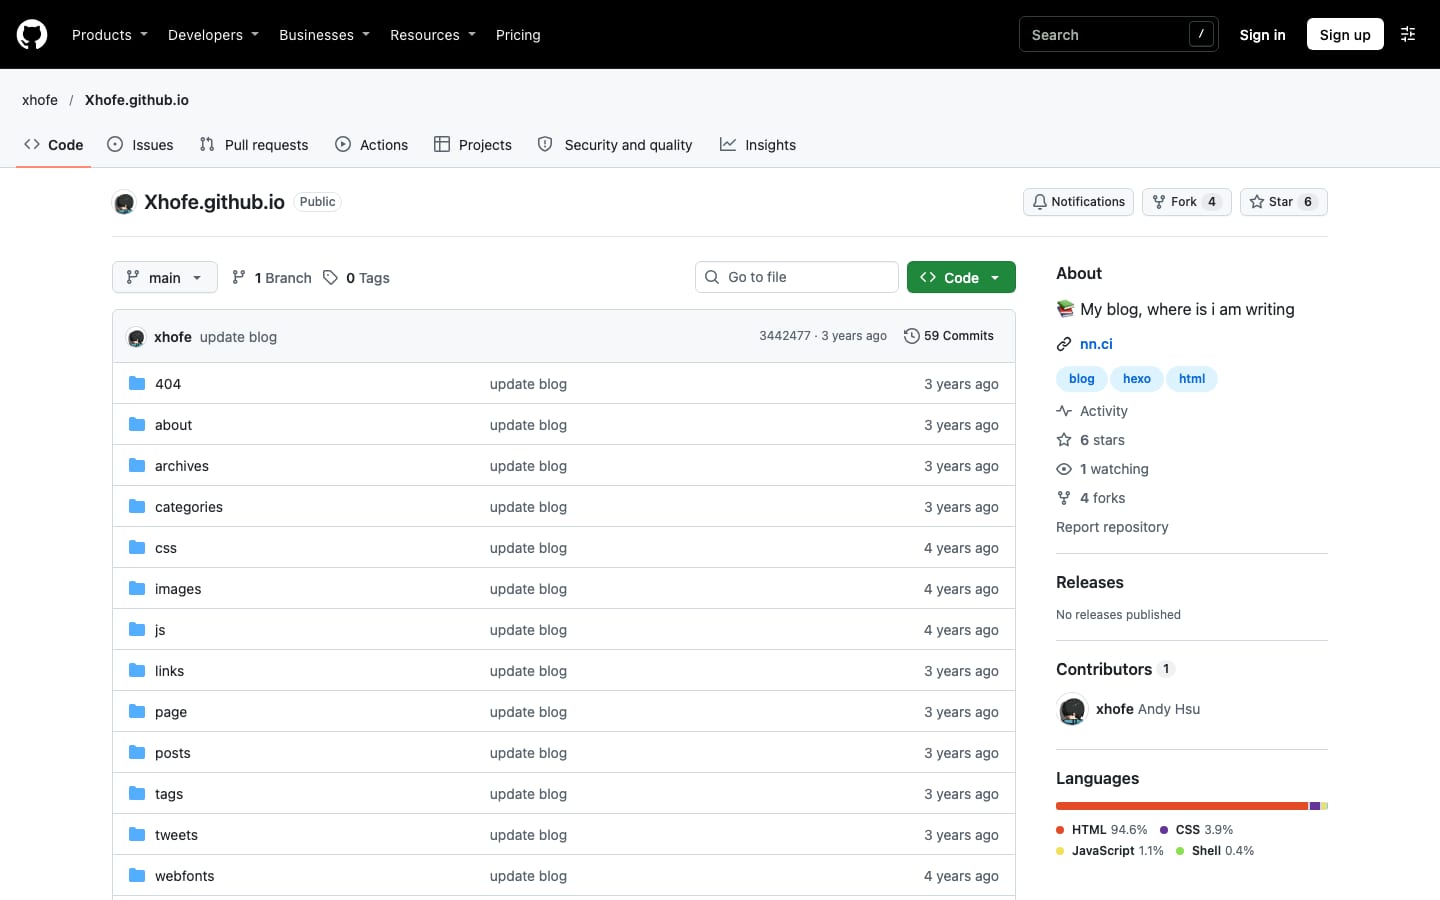 Products Developers Businesses Resources Pricing Search / Sign in Sign up
xhofe / Xhofe.github.io
Code Issues Pull requests Actions Projects Security and quality Insights
Xhofe.github.io Public Notifications Fork 4 Star 6
main 1 Branch 0 Tags Go to file Code
xhofe update blog 3442477 · 3 years ago 59 Commits
404 update blog 3 years ago
about update blog 3 years ago
archives update blog 3 years ago
categories update blog 3 years ago
css update blog 4 years ago
images update blog 4 years ago
js update blog 4 years ago
links update blog 3 years ago
page update blog 3 years ago
posts update blog 3 years ago
tags update blog 3 years ago
tweets update blog 3 years ago
webfonts update blog 4 years ago
About
My blog, where is i am writing
nn.ci
blog hexo html
Activity
6 stars
1 watching
4 forks
Report repository
Releases
No releases published
Contributors 1
xhofe Andy Hsu
Languages
HTML 94.6% CSS 3.9%
JavaScript 1.1% Shell 0.4%